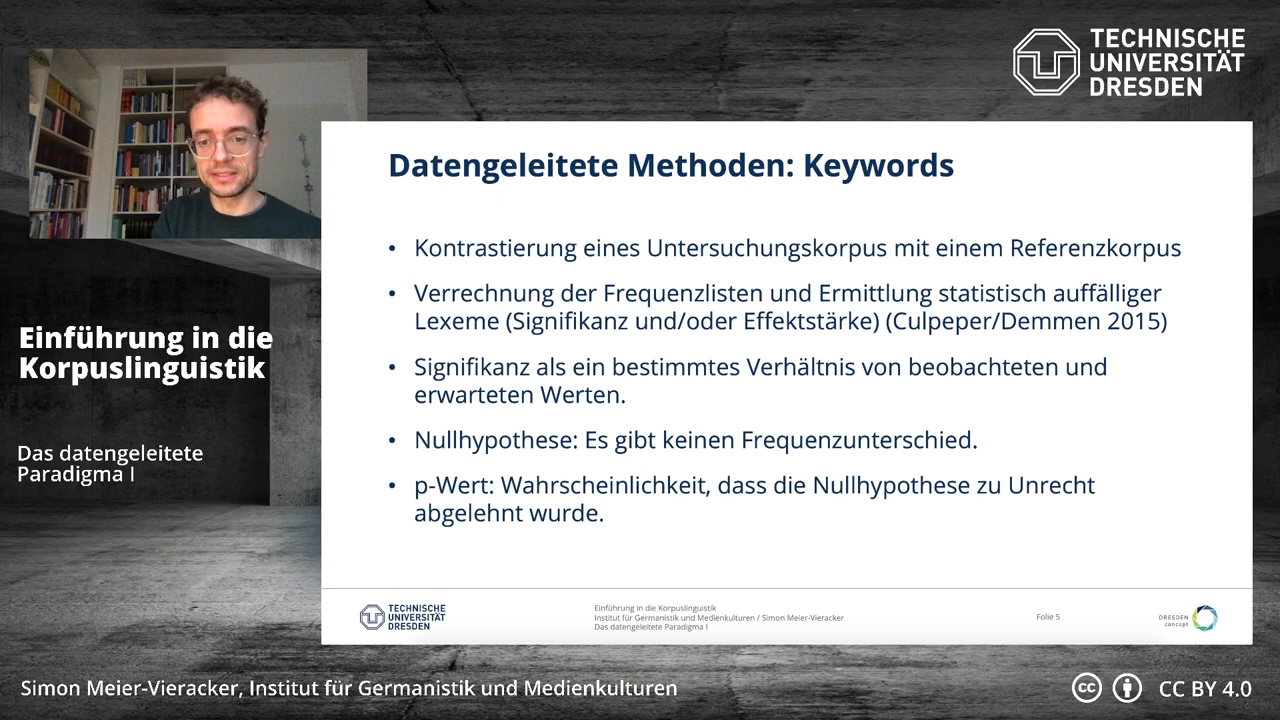 TECHNISCHE
UNIVERSITÄT
DRESDEN
Datengeleitete Methoden: Keywords
• Kontrastierung eines Untersuchungskorpus mit einem Referenzkorpus
• Verrechnung der Frequenzlisten und Ermittlung statistisch auffälliger
Lexeme (Signifikanz und/oder Effektstärke) (Culpeper/Demmen 2015)
• Signifikanz als ein bestimmtes Verhältnis von beobachteten und
erwarteten Werten.
• Nullhypothese: Es gibt keinen Frequenzunterschied.
• p-Wert: Wahrscheinlichkeit, dass die Nullhypothese zu Unrecht
abgelehnt wurde.
Einführung in die
Korpuslinguistik
Das datengeleitete
Paradigma I
TECHNISCHE
UNIVERSITÄT
DRESDEN
Einführung in die Korpuslinguistik
Institut für Germanistik und Medienkulturen / Simon Meier-Vieracker
Das datengeleitete Paradigma I
Folie 5
DRESDEN
concept
Simon Meier-Vieracker, Institut für Germanistik und Medienkulturen
cc
CC BY 4.0